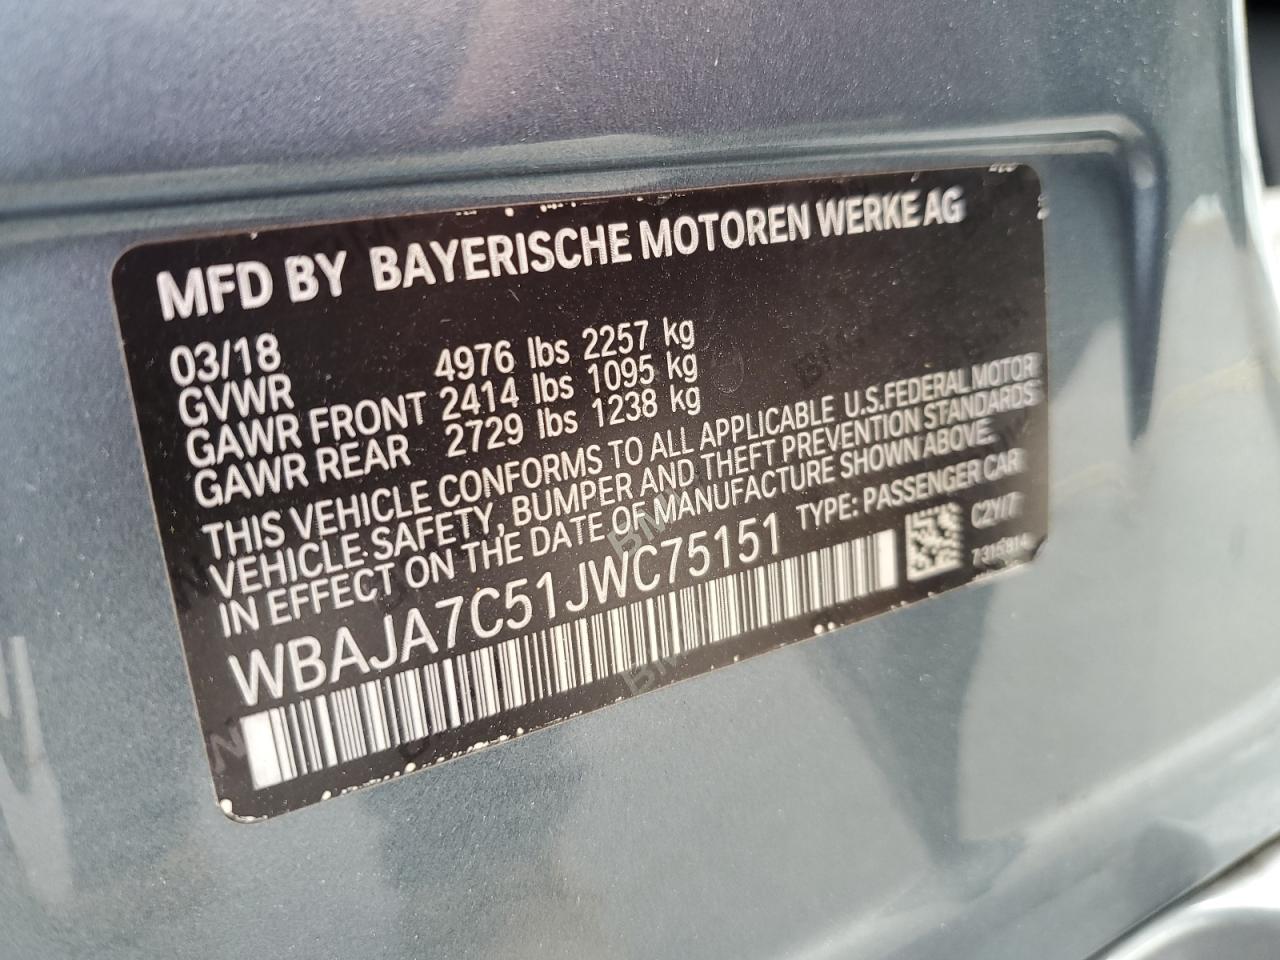 MFD BY BAYERISCHE MOTOREN WERKE AG
03/18
GVWR 4976 lbs 2257 kg
GAWR FRONT 2414 lbs 1095 kg
GAWR REAR 2729 lbs 1238 kg
THIS VEHICLE CONFORMS TO ALL APPLICABLE U.S.FEDERAL MOTOR
VEHICLE SAFETY, BUMPER AND THEFT PREVENTION STANDARDS
IN EFFECT ON THE DATE OF MANUFACTURE SHOWN ABOVE.
WBAJA7C51JWC75151 TYPE: PASSENGER CAR
7315814